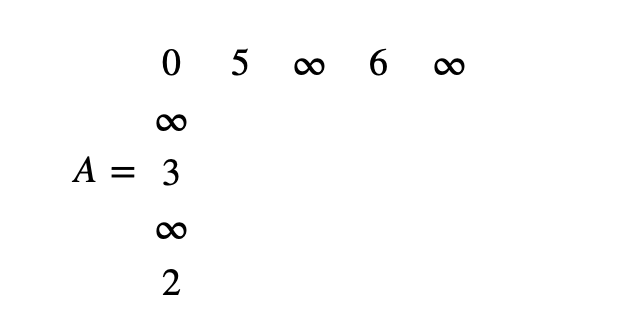 0 5 ∞ 6 ∞
∞
A = 3
∞
2